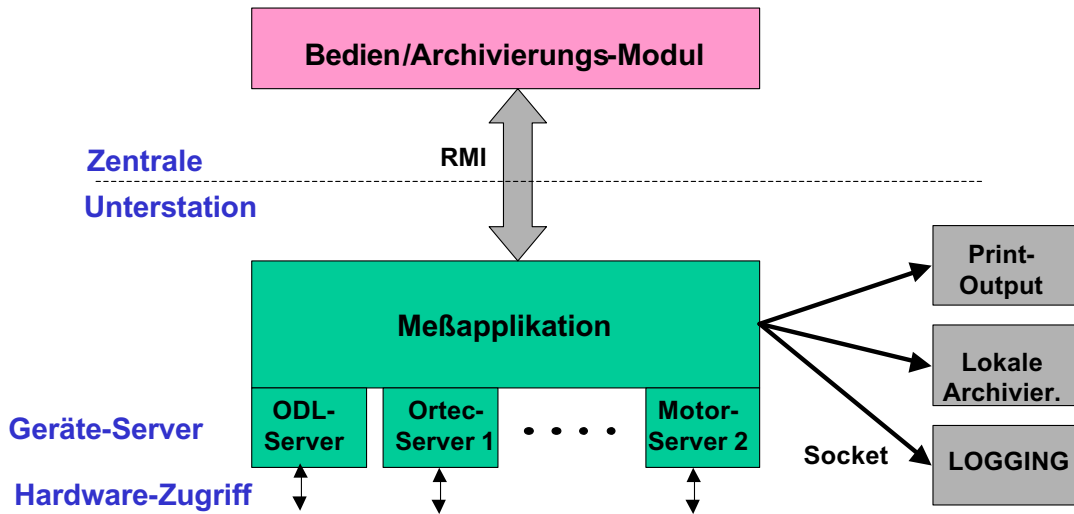 Bedien/Archivierungs-Modul
RMI
Zentrale
Unterstation
Print-
Output
Meßapplikation
Lokale
Archivier.
ODL-
Server
Ortec-
Server 1
Motor-
Server 2
Geräte-Server
Socket
LOGGING
Hardware-Zugriff